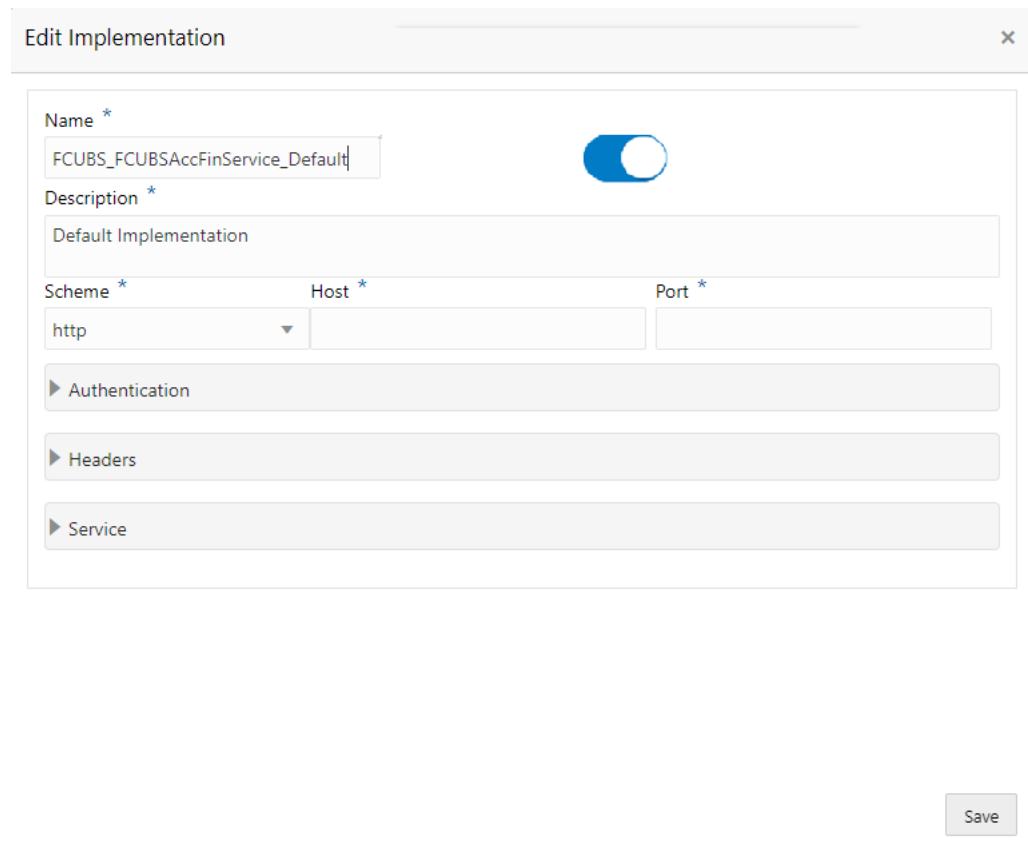 Edit Implementation ×
Name *
FCUBS_FCUBSAccFinService_Default
Description *
Default Implementation
Scheme * Host * Port *
http
Authentication
Headers
Service
Save